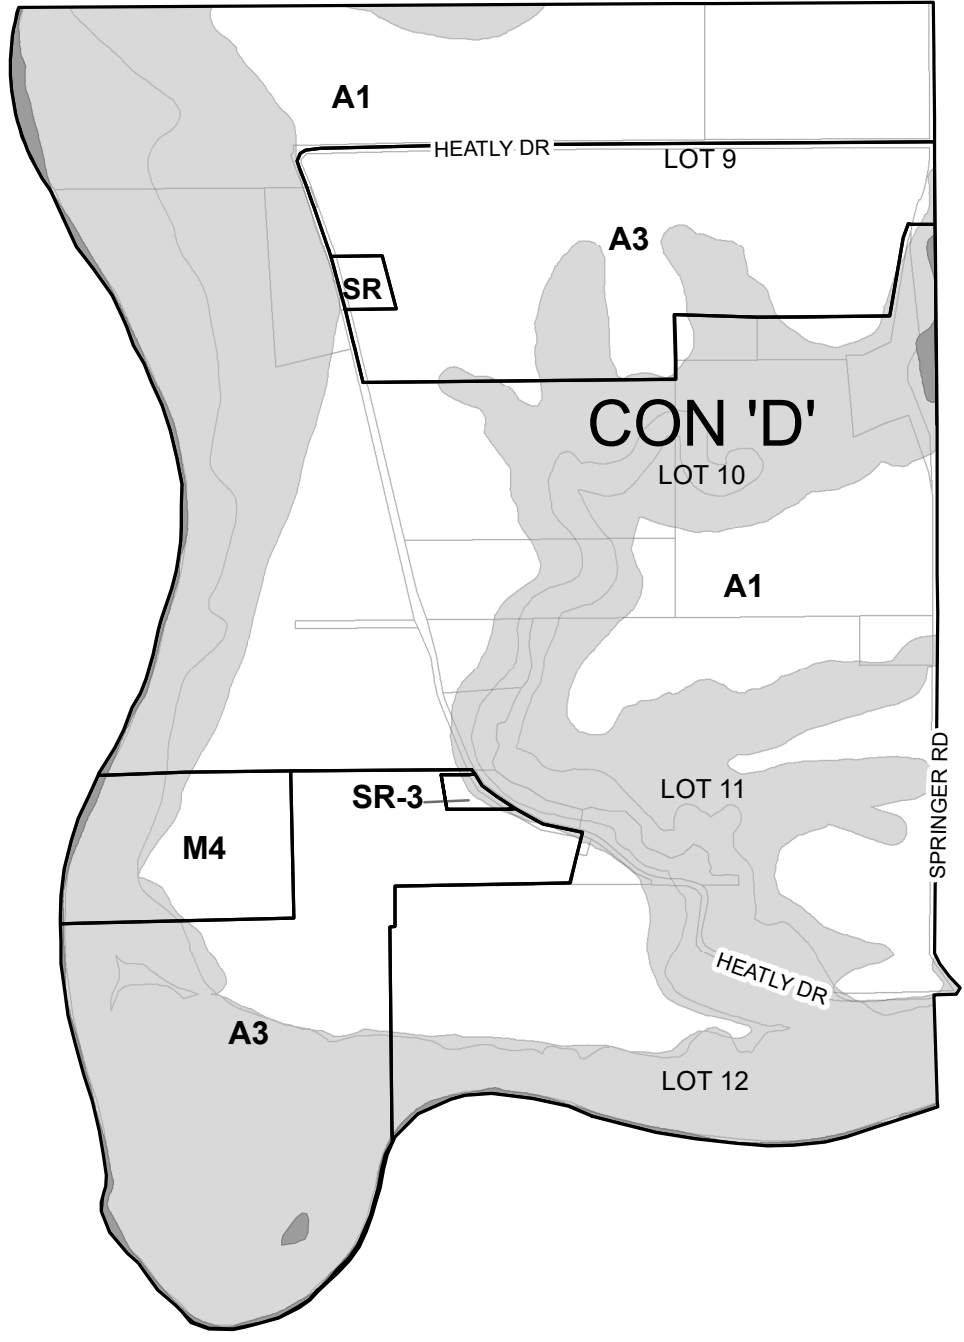 A1
HEATLY DR
LOT 9
A3
SR
CON 'D'
LOT 10
A1
SPRINGER RD
LOT 11
SR-3
M4
HEATLY DR
A3
LOT 12